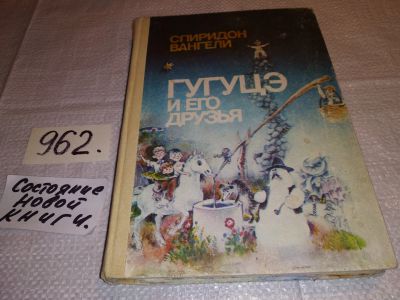 СПИРИДОН
ВАНГЕЛИ
ГУГУЦЭ
И ЕГО
ДРУЗЬЯ
962.
Состояние
новой
книги.